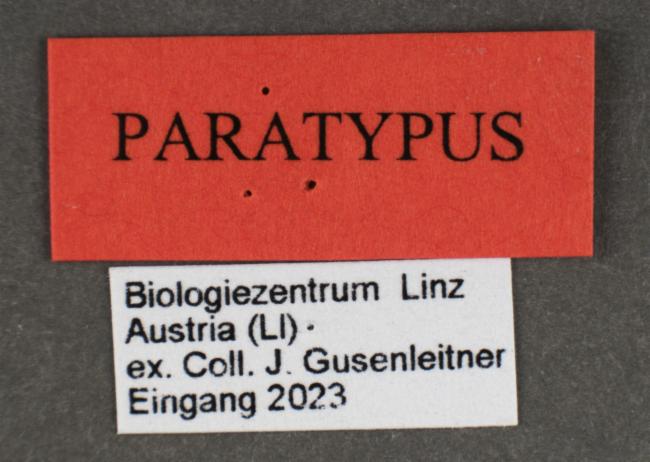 PARATYPUS
Biologiezentrum Linz
Austria (LI)
ex. Coll. J. Gusenleitner
Eingang 2023